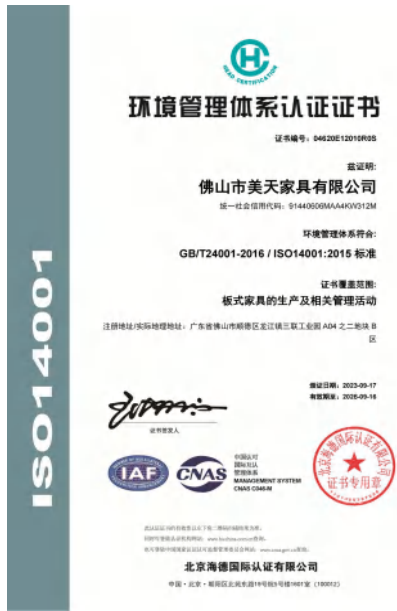 HEAD CERTIFICATION
环境管理体系认证证书
证书编号：04620E12010R0S
兹证明:
佛山市美天家具有限公司
统一社会信用代码：91440606MAA4KW312M
环境管理体系符合:
GB/T24001-2016 / ISO14001:2015 标准
证书覆盖范围:
板式家具的生产及相关管理活动
注册地址/实际地理地址：广东省佛山市顺德区龙江镇三联工业园 A04 之二地块 B
区
颁证日期：2023-09-17
有效期至：2026-09-16
证书签发人
ISO14001
IAF
CNAS
中国认可
国际互认
管理体系
MANAGEMENT SYSTEM
CNAS C046-M
北京海德国际认证有限公司
证书专用章
北京海德国际认证有限公司